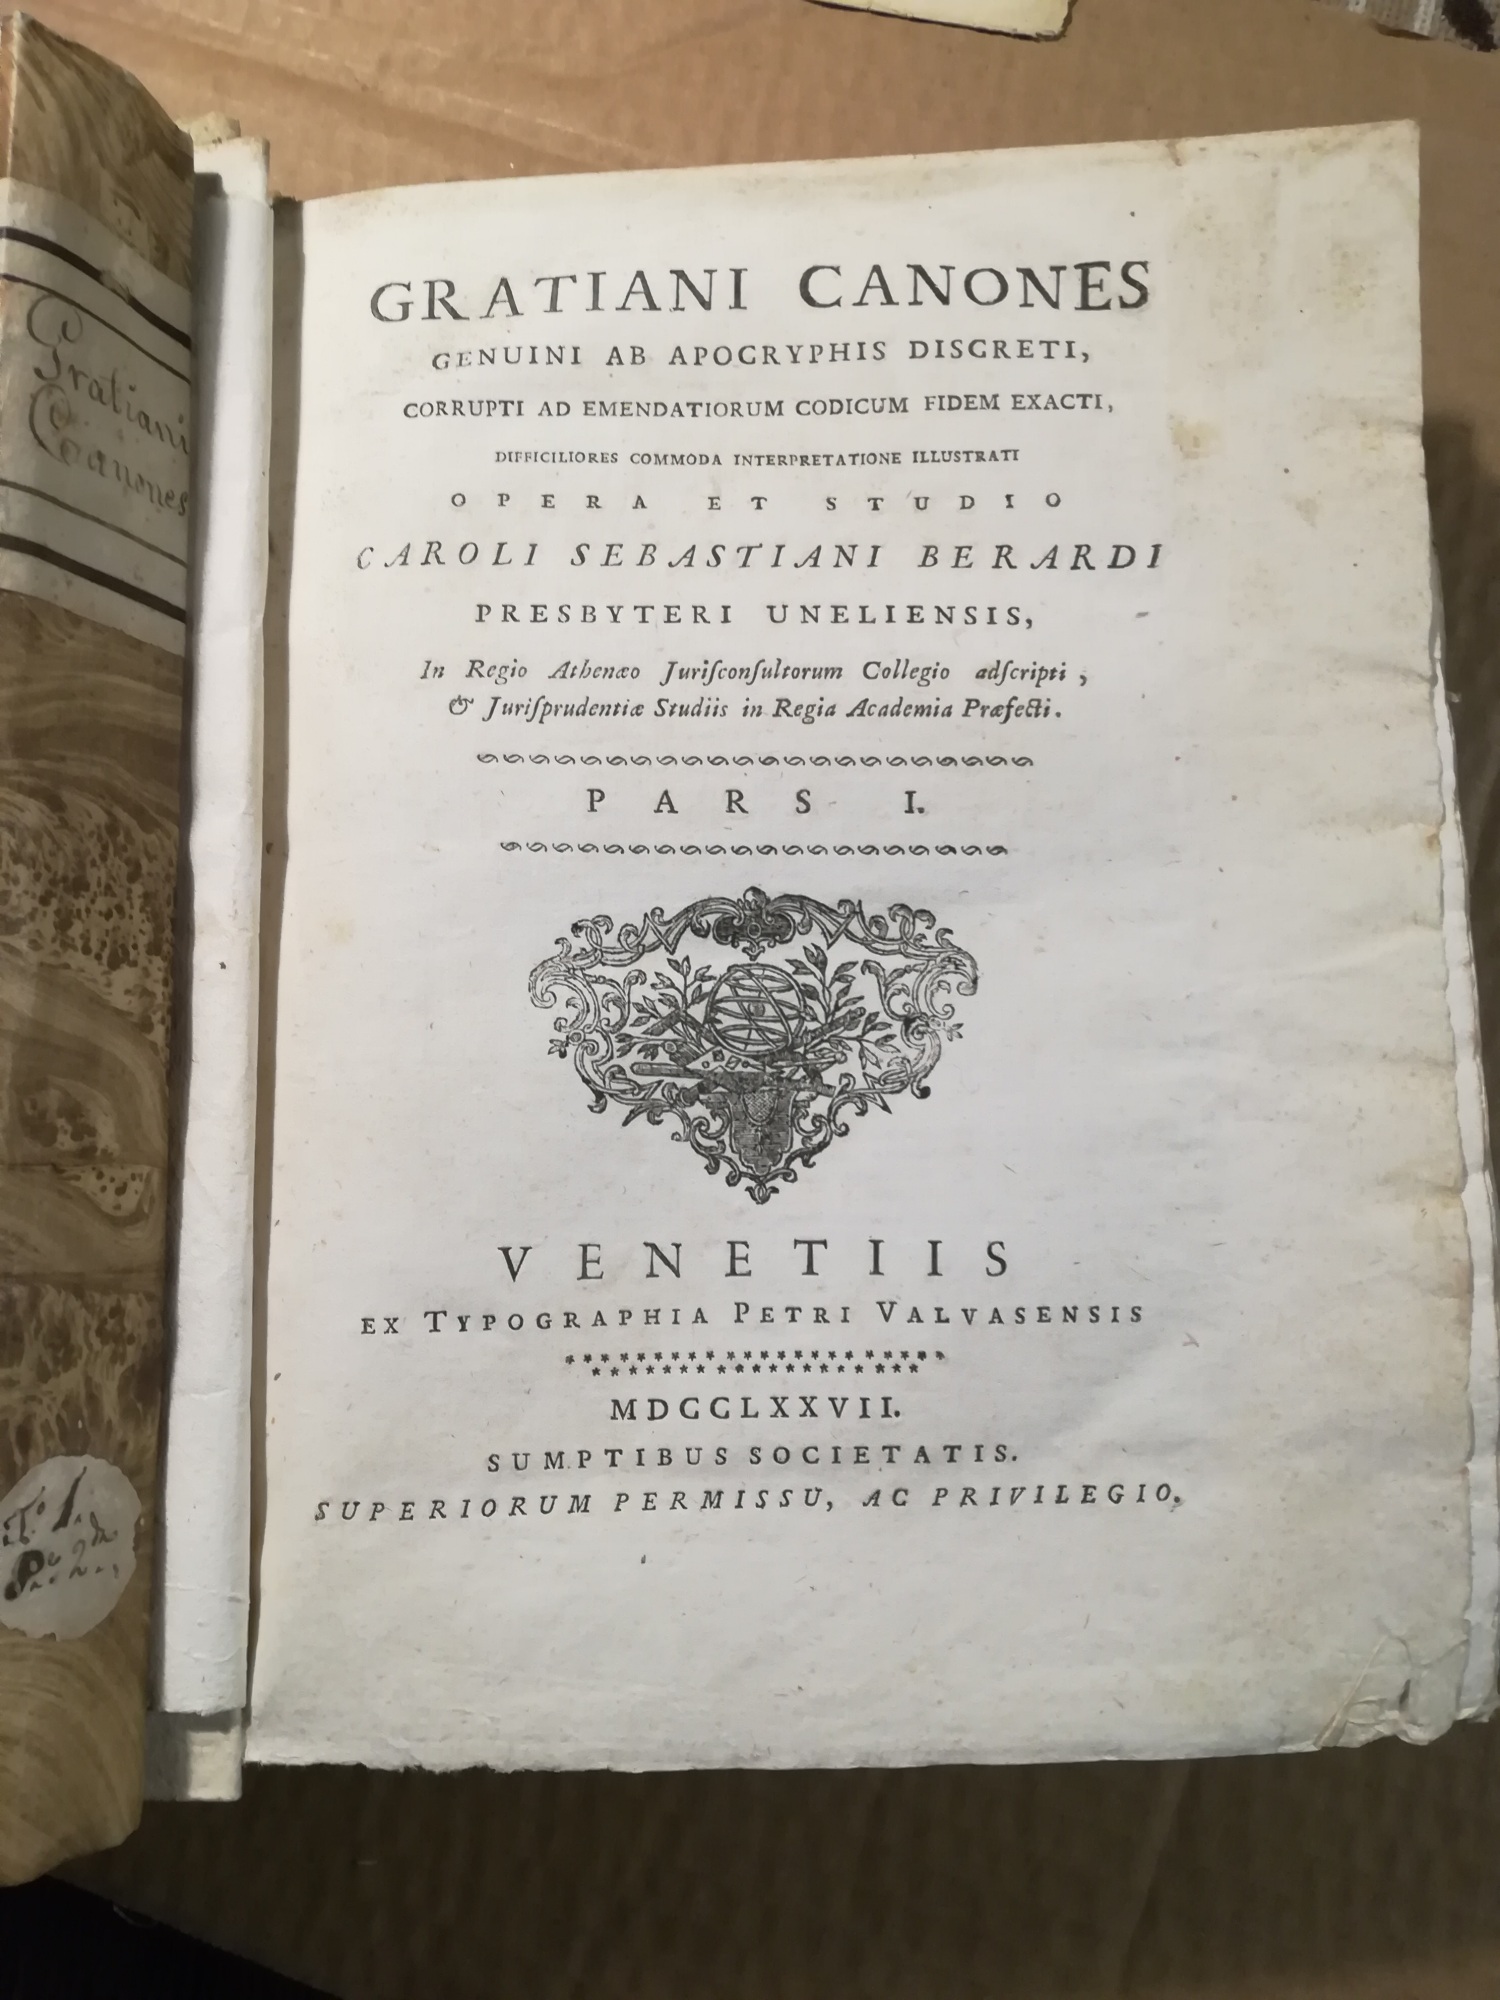 Gratiani
Canones
To. 1.
GRATIANI CANONES
GENUINI AB APOCRYPHIS DISCRETI,
CORRUPTI AD EMENDATIORUM CODICUM FIDEM EXACTI,
DIFFICILIORES COMMODA INTERPRETATIONE ILLUSTRATI
OPERA ET STUDIO
CAROLI SEBASTIANI BERARDI
PRESBYTERI UNELIENSIS,
In Regio Athenæo Juriſconſultorum Collegio adſcripti,
& Juriſprudentiæ Studiis in Regia Academia Præfecti.
PARS I.
VENETIIS
EX TYPOGRAPHIA PETRI VALVASENSIS
MDCCLXXVII.
SUMPTIBUS SOCIETATIS.
SUPERIORUM PERMISSU, AC PRIVILEGIO.